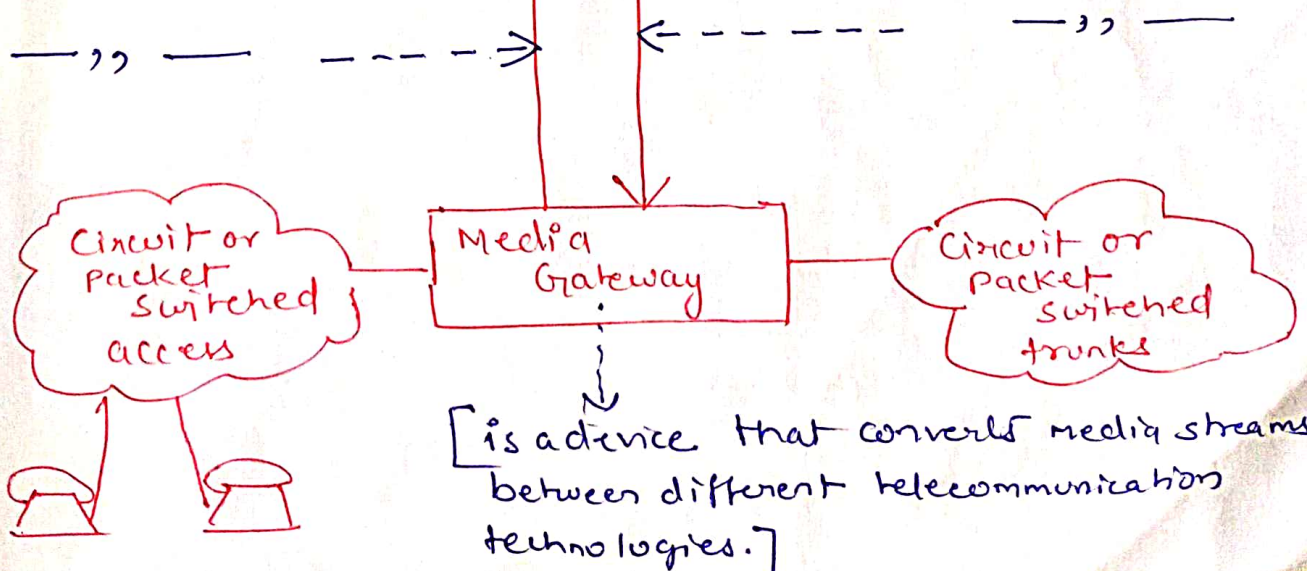 — ,, —
— ,, —
Circuit or
packet
switched
access
Media
Gateway
Circuit or
packet
switched
trunks
[is a device that converts media streams
between different telecommunication
technologies.]